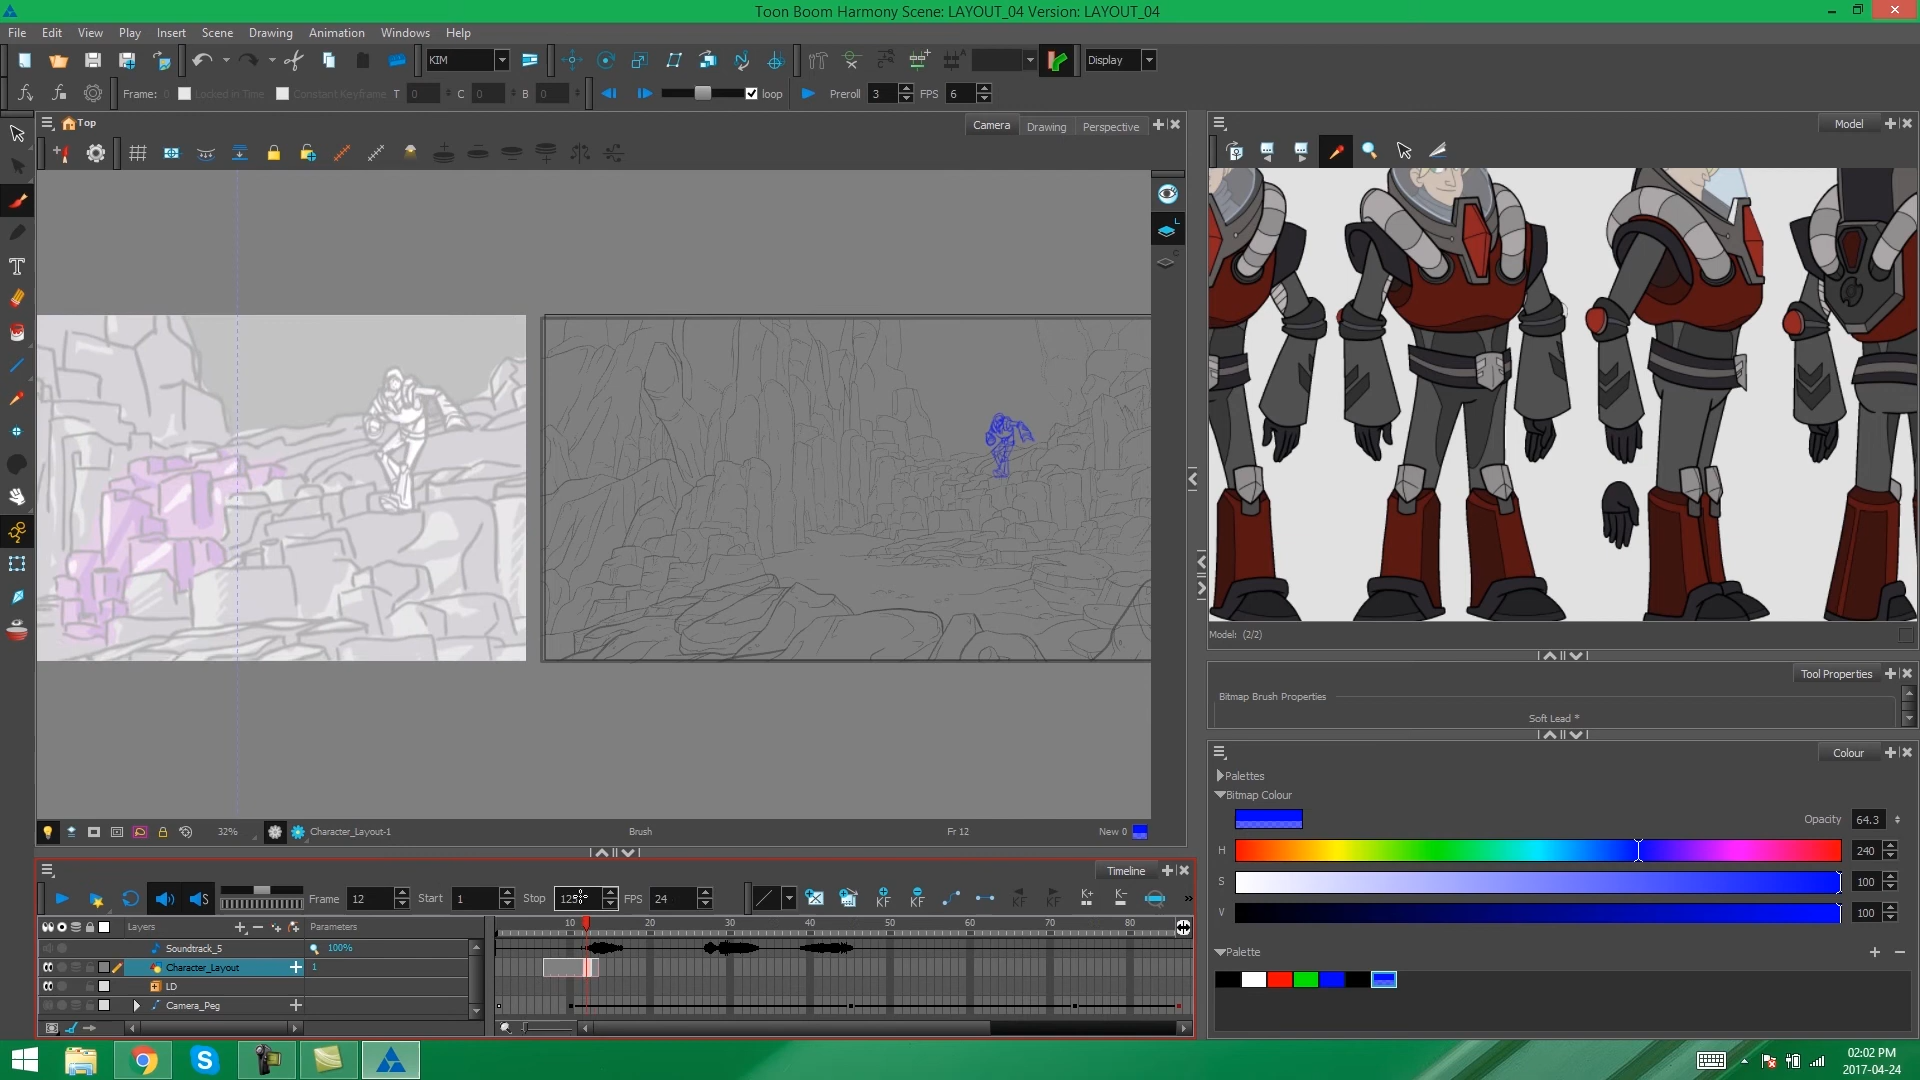 Toon Boom Harmony Scene: LAYOUT_04 Version: LAYOUT_04
File Edit View Play Insert Scene Drawing Animation Windows Help
KIM Display
Frame: 0 Locked in Time Constant Keyframe T 0 C 0 B 0 loop Preroll 3 FPS 6
Top Camera Drawing Perspective Model
Model: (2/2)
Tool Properties
Bitmap Brush Properties
Soft Lead *
Colour
Palettes
Bitmap Colour
Opacity 64.3
H 240
S 100
V 100
Palette
32% Character_Layout-1 Brush Fr 12 New 0
Timeline
Frame 12 Start 1 Stop FPS 24
Layers Parameters 10 20 30 40 50 60 70 80
Soundtrack_5 100%
Character_Layout 1
LD
Camera_Peg
02:02 PM
2017-04-24